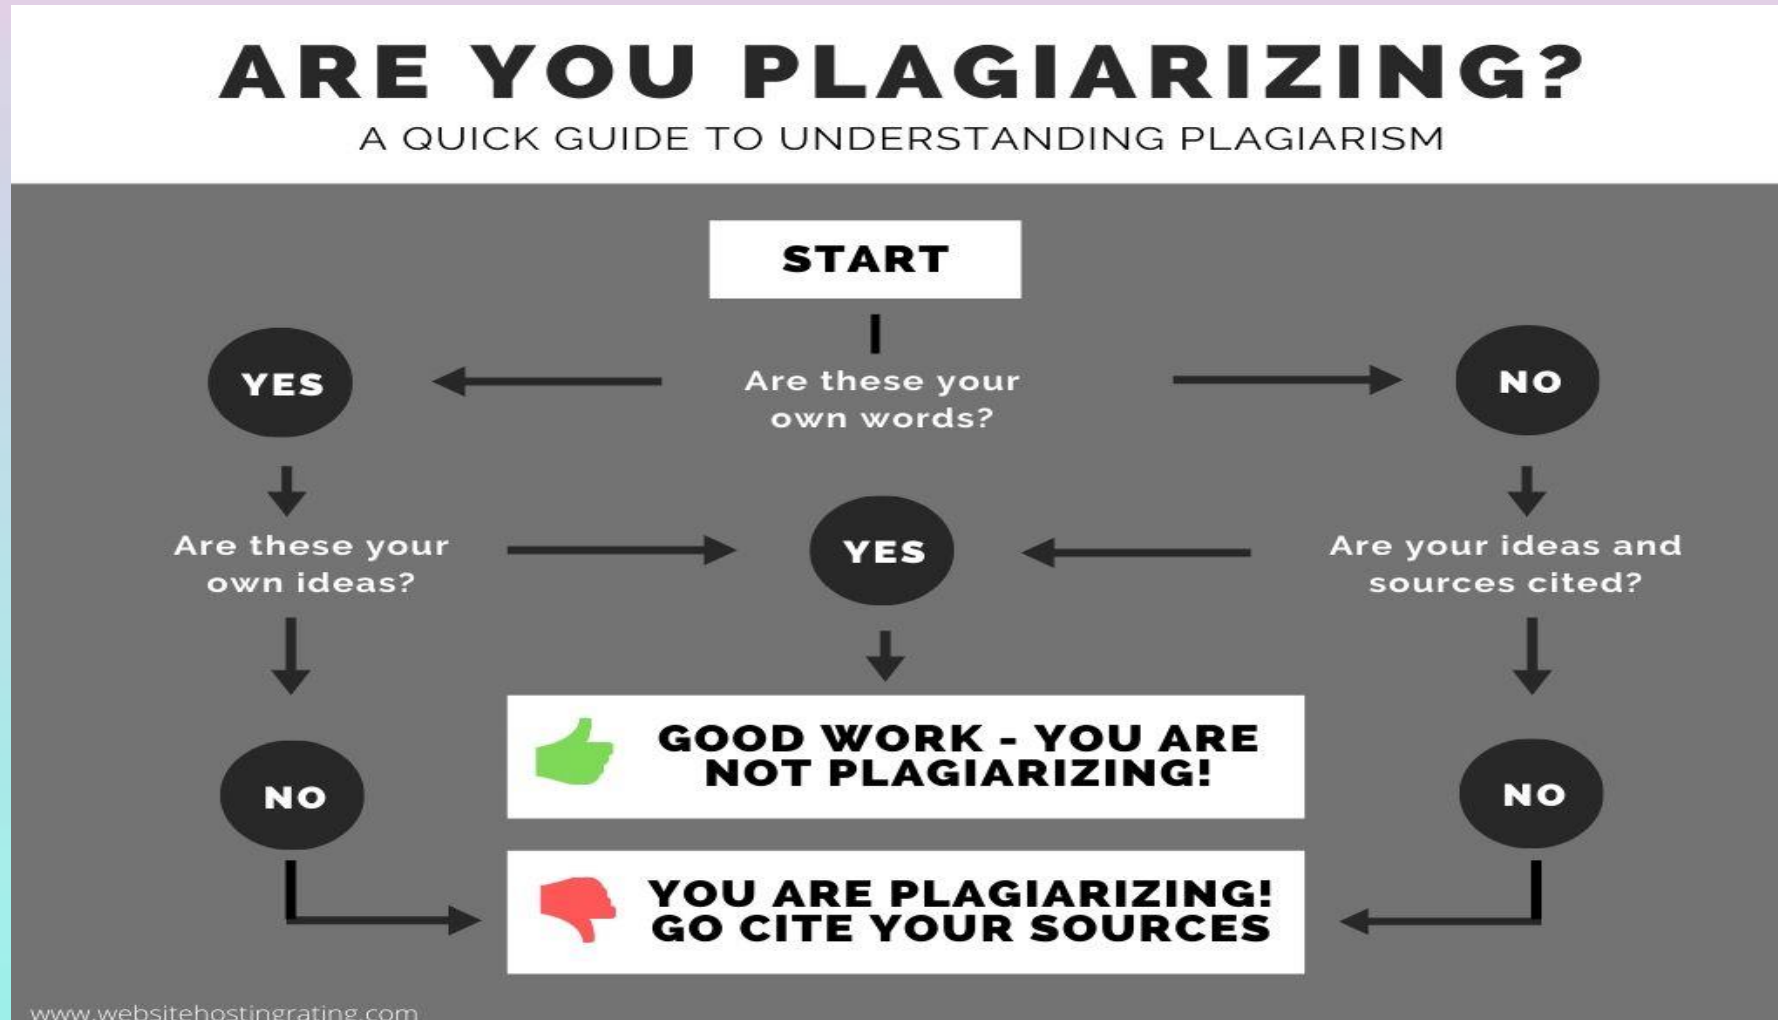 ARE YOU PLAGIARIZING?
A QUICK GUIDE TO UNDERSTANDING PLAGIARISM
START
YES
Are these your
own words?
NO
Are these your
own ideas?
YES
Are your ideas and
sources cited?
NO
GOOD WORK - YOU ARE
NOT PLAGIARIZING!
NO
YOU ARE PLAGIARIZING!
GO CITE YOUR SOURCES
www.websitehostingrating.com